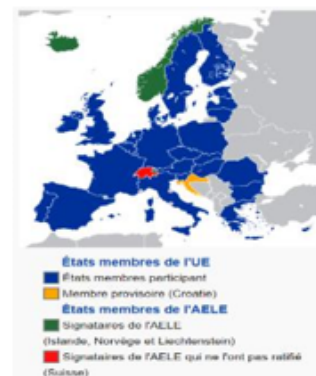 États membres de l'UE
États membres participant
Membre provisoire (Croatie)
États membres de l'AELE
Signataires de l'AELE
(Islande, Norvège et Liechtenstein)
Signataires de l'AELE qui ne l'ont pas ratifié
(Suisse)